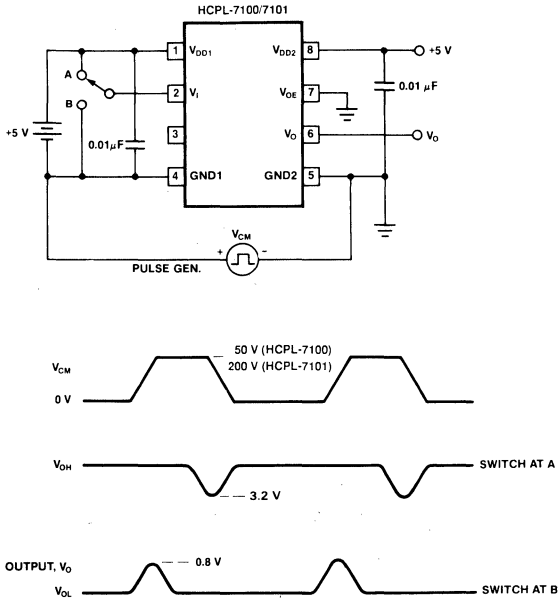 HCPL-7100/7101
1 V_DD1 V_DD2 8 +5 V
A
2 V_I V_OE 7 0.01 μF
B
+5 V 0.01μF 3 V_O 6 V_O
4 GND1 GND2 5
V_CM
+ -
PULSE GEN.
50 V (HCPL-7100)
V_CM 200 V (HCPL-7101)
0 V
V_OH SWITCH AT A
3.2 V
OUTPUT, V_O 0.8 V
V_OL SWITCH AT B